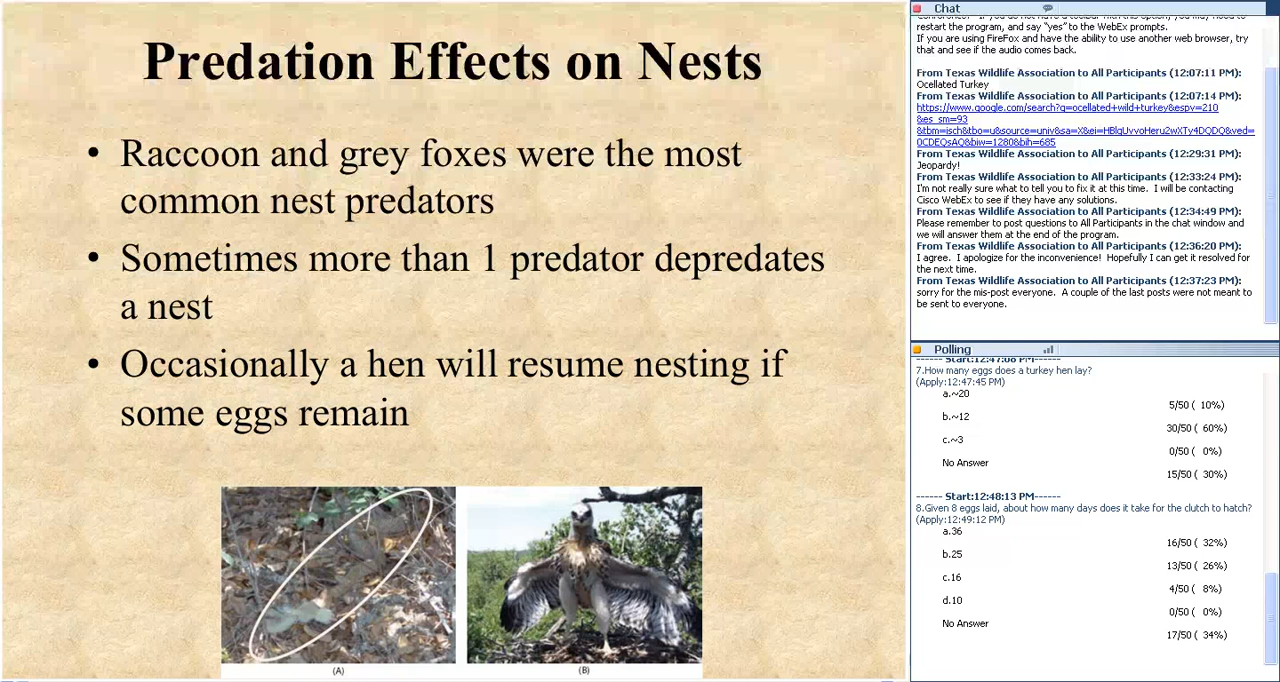 Predation Effects on Nests
• Raccoon and grey foxes were the most
common nest predators
• Sometimes more than 1 predator depredates
a nest
• Occasionally a hen will resume nesting if
some eggs remain
(A)
(B)
Chat
restart the program, and say "yes" to the WebEx prompts.
If you are using FireFox and have the ability to use another web browser, try
that and see if the audio comes back.
From Texas Wildlife Association to All Participants (12:07:11 PM):
Ocellated Turkey
From Texas Wildlife Association to All Participants (12:07:14 PM):
https://www.google.com/search?q=ocellated+wild+turkey&espv=210
&es_sm=93
&tbm=isch&tbo=u&source=univ&sa=X&ei=HBlqUvvoHeru2wXTy4DQDQ&ved=
0CDEQsAQ&biw=1280&bih=685
From Texas Wildlife Association to All Participants (12:29:31 PM):
Jeopardy!
From Texas Wildlife Association to All Participants (12:33:24 PM):
I'm not really sure what to tell you to fix it at this time. I will be contacting
Cisco WebEx to see if they have any solutions.
From Texas Wildlife Association to All Participants (12:34:49 PM):
Please remember to post questions to All Participants in the chat window and
we will answer them at the end of the program.
From Texas Wildlife Association to All Participants (12:36:20 PM):
I agree. I apologize for the inconvenience! Hopefully I can get it resolved for
the next time.
From Texas Wildlife Association to All Participants (12:37:23 PM):
sorry for the mis-post everyone. A couple of the last posts were not meant to
be sent to everyone.
Polling
------ Start:12:47:08 PM------
7.How many eggs does a turkey hen lay?
(Apply:12:47:45 PM)
a.~20
5/50 ( 10%)
b.~12
30/50 ( 60%)
c.~3
0/50 ( 0%)
No Answer
15/50 ( 30%)
------ Start:12:48:13 PM------
8.Given 8 eggs laid, about how many days does it take for the clutch to hatch?
(Apply:12:49:12 PM)
a.36
16/50 ( 32%)
b.25
13/50 ( 26%)
c.16
4/50 ( 8%)
d.10
0/50 ( 0%)
No Answer
17/50 ( 34%)